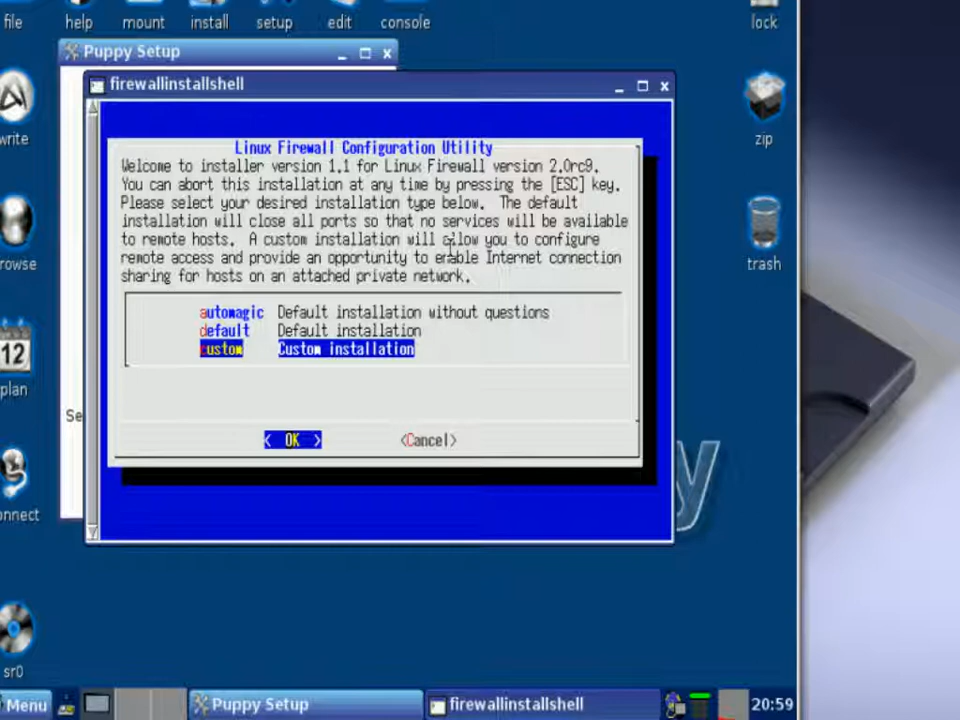 file
help
mount
install
setup
edit
console
lock
Puppy Setup
firewallinstallshell
write
zip
Linux Firewall Configuration Utility
Welcome to installer version 1.1 for Linux Firewall version 2.0rc9.
You can abort this installation at any time by pressing the [ESC] key.
Please select your desired installation type below. The default
installation will close all ports so that no services will be available
to remote hosts. A custom installation will allow you to configure
remote access and provide an opportunity to enable Internet connection
sharing for hosts on an attached private network.
rowse
trash
automagic Default installation without questions
default Default installation
custom Custom installation
12
plan
Se
< OK >
<Cancel>
y
onnect
sr0
Menu
Puppy Setup
firewallinstallshell
20:59